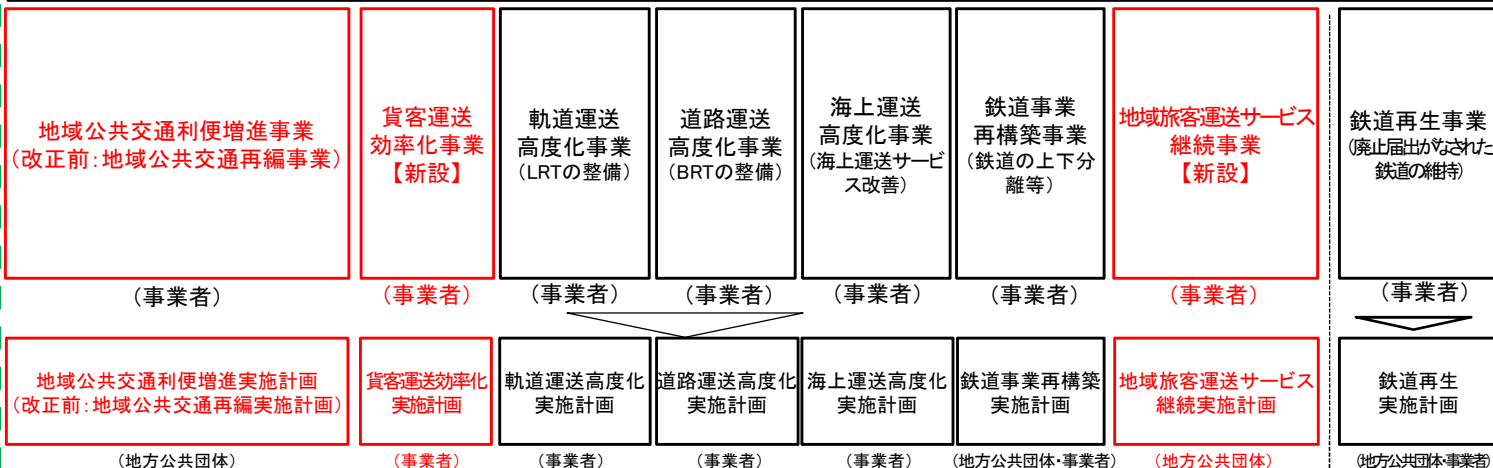 地域公共交通利便増進事業
（改正前：地域公共交通再編事業）
貨客運送
効率化事業
【新設】
軌道運送
高度化事業
（LRTの整備）
道路運送
高度化事業
（BRTの整備）
海上運送
高度化事業
（海上運送サービ
ス改善）
鉄道事業
再構築事業
（鉄道の上下分
離等）
地域旅客運送サービス
継続事業
【新設】
鉄道再生事業
（廃止届出がなされた
鉄道の維持）
（事業者）
（事業者）
（事業者）
（事業者）
（事業者）
（事業者）
（事業者）
（事業者）
地域公共交通利便増進実施計画
（改正前：地域公共交通再編実施計画）
貨客運送効率化
実施計画
軌道運送高度化
実施計画
道路運送高度化
実施計画
海上運送高度化
実施計画
鉄道事業再構築
実施計画
地域旅客運送サービス
継続実施計画
鉄道再生
実施計画
（地方公共団体）
（事業者）
（事業者）
（事業者）
（事業者）
（地方公共団体・事業者）
（地方公共団体）
（地方公共団体・事業者）